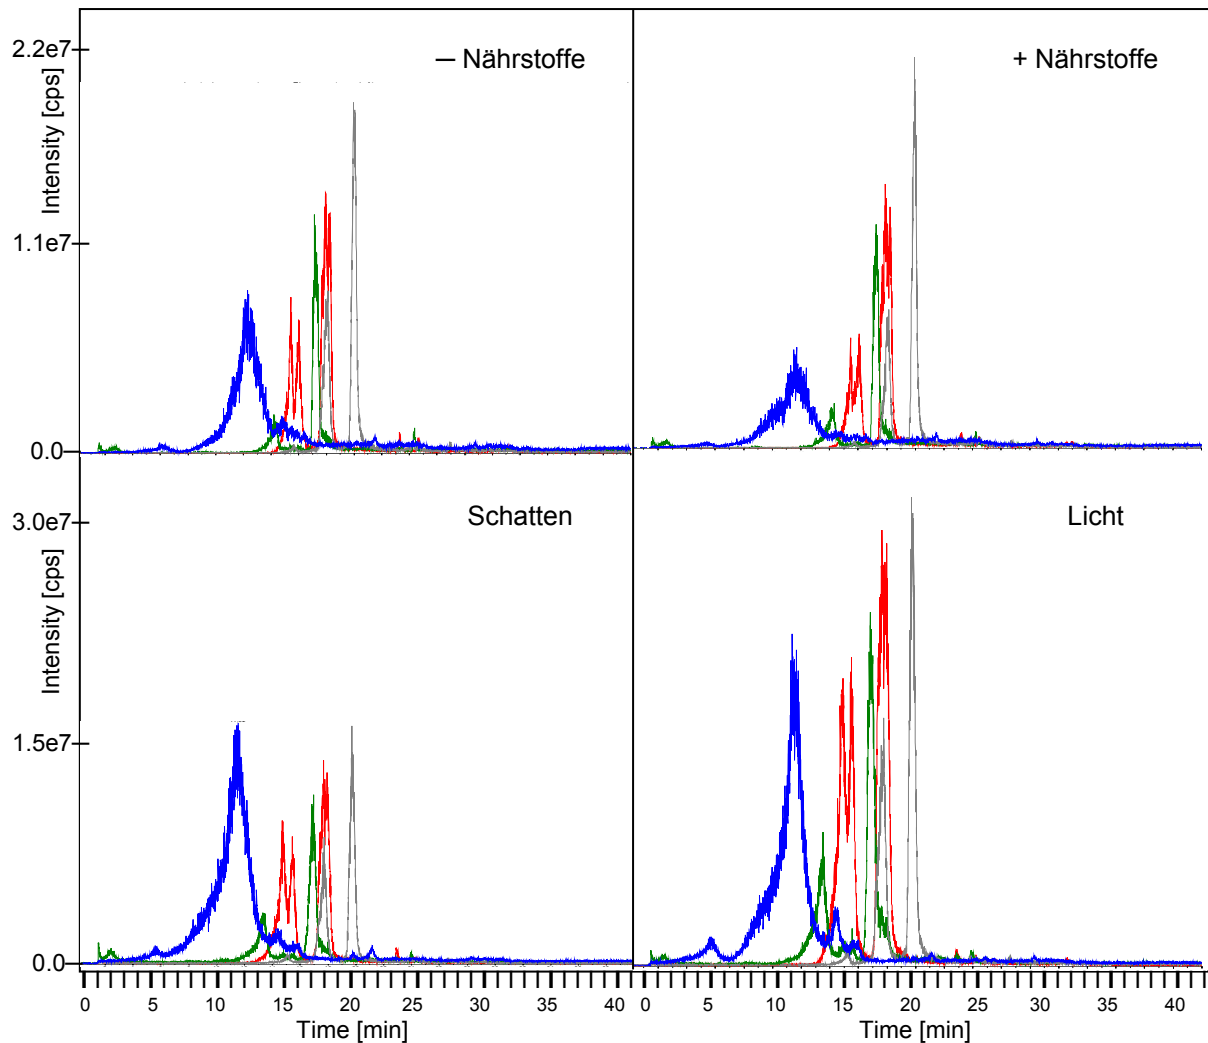 2.2e7
— Nährstoffe
+ Nährstoffe
Intensity [cps]
1.1e7
0.0
Schatten
Licht
3.0e7
Intensity [cps]
1.5e7
0.0
0 5 10 15 20 25 30 35 40
0 5 10 15 20 25 30 35 40
Time [min]
Time [min]